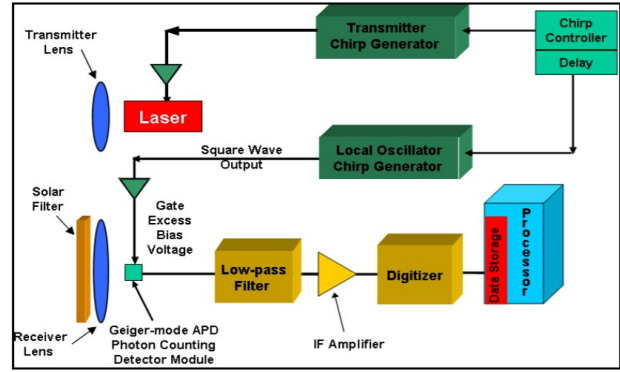 Transmitter
Lens
Transmitter
Chirp Generator
Chirp
Controller
Delay
Laser
Square Wave
Output
Local Oscillator
Chirp Generator
Solar
Filter
Gate
Excess
Bias
Voltage
Low-pass
Filter
Digitizer
Data Storage
Processor
Receiver
Lens
Geiger-mode APD
Photon Counting
Detector Module
IF Amplifier